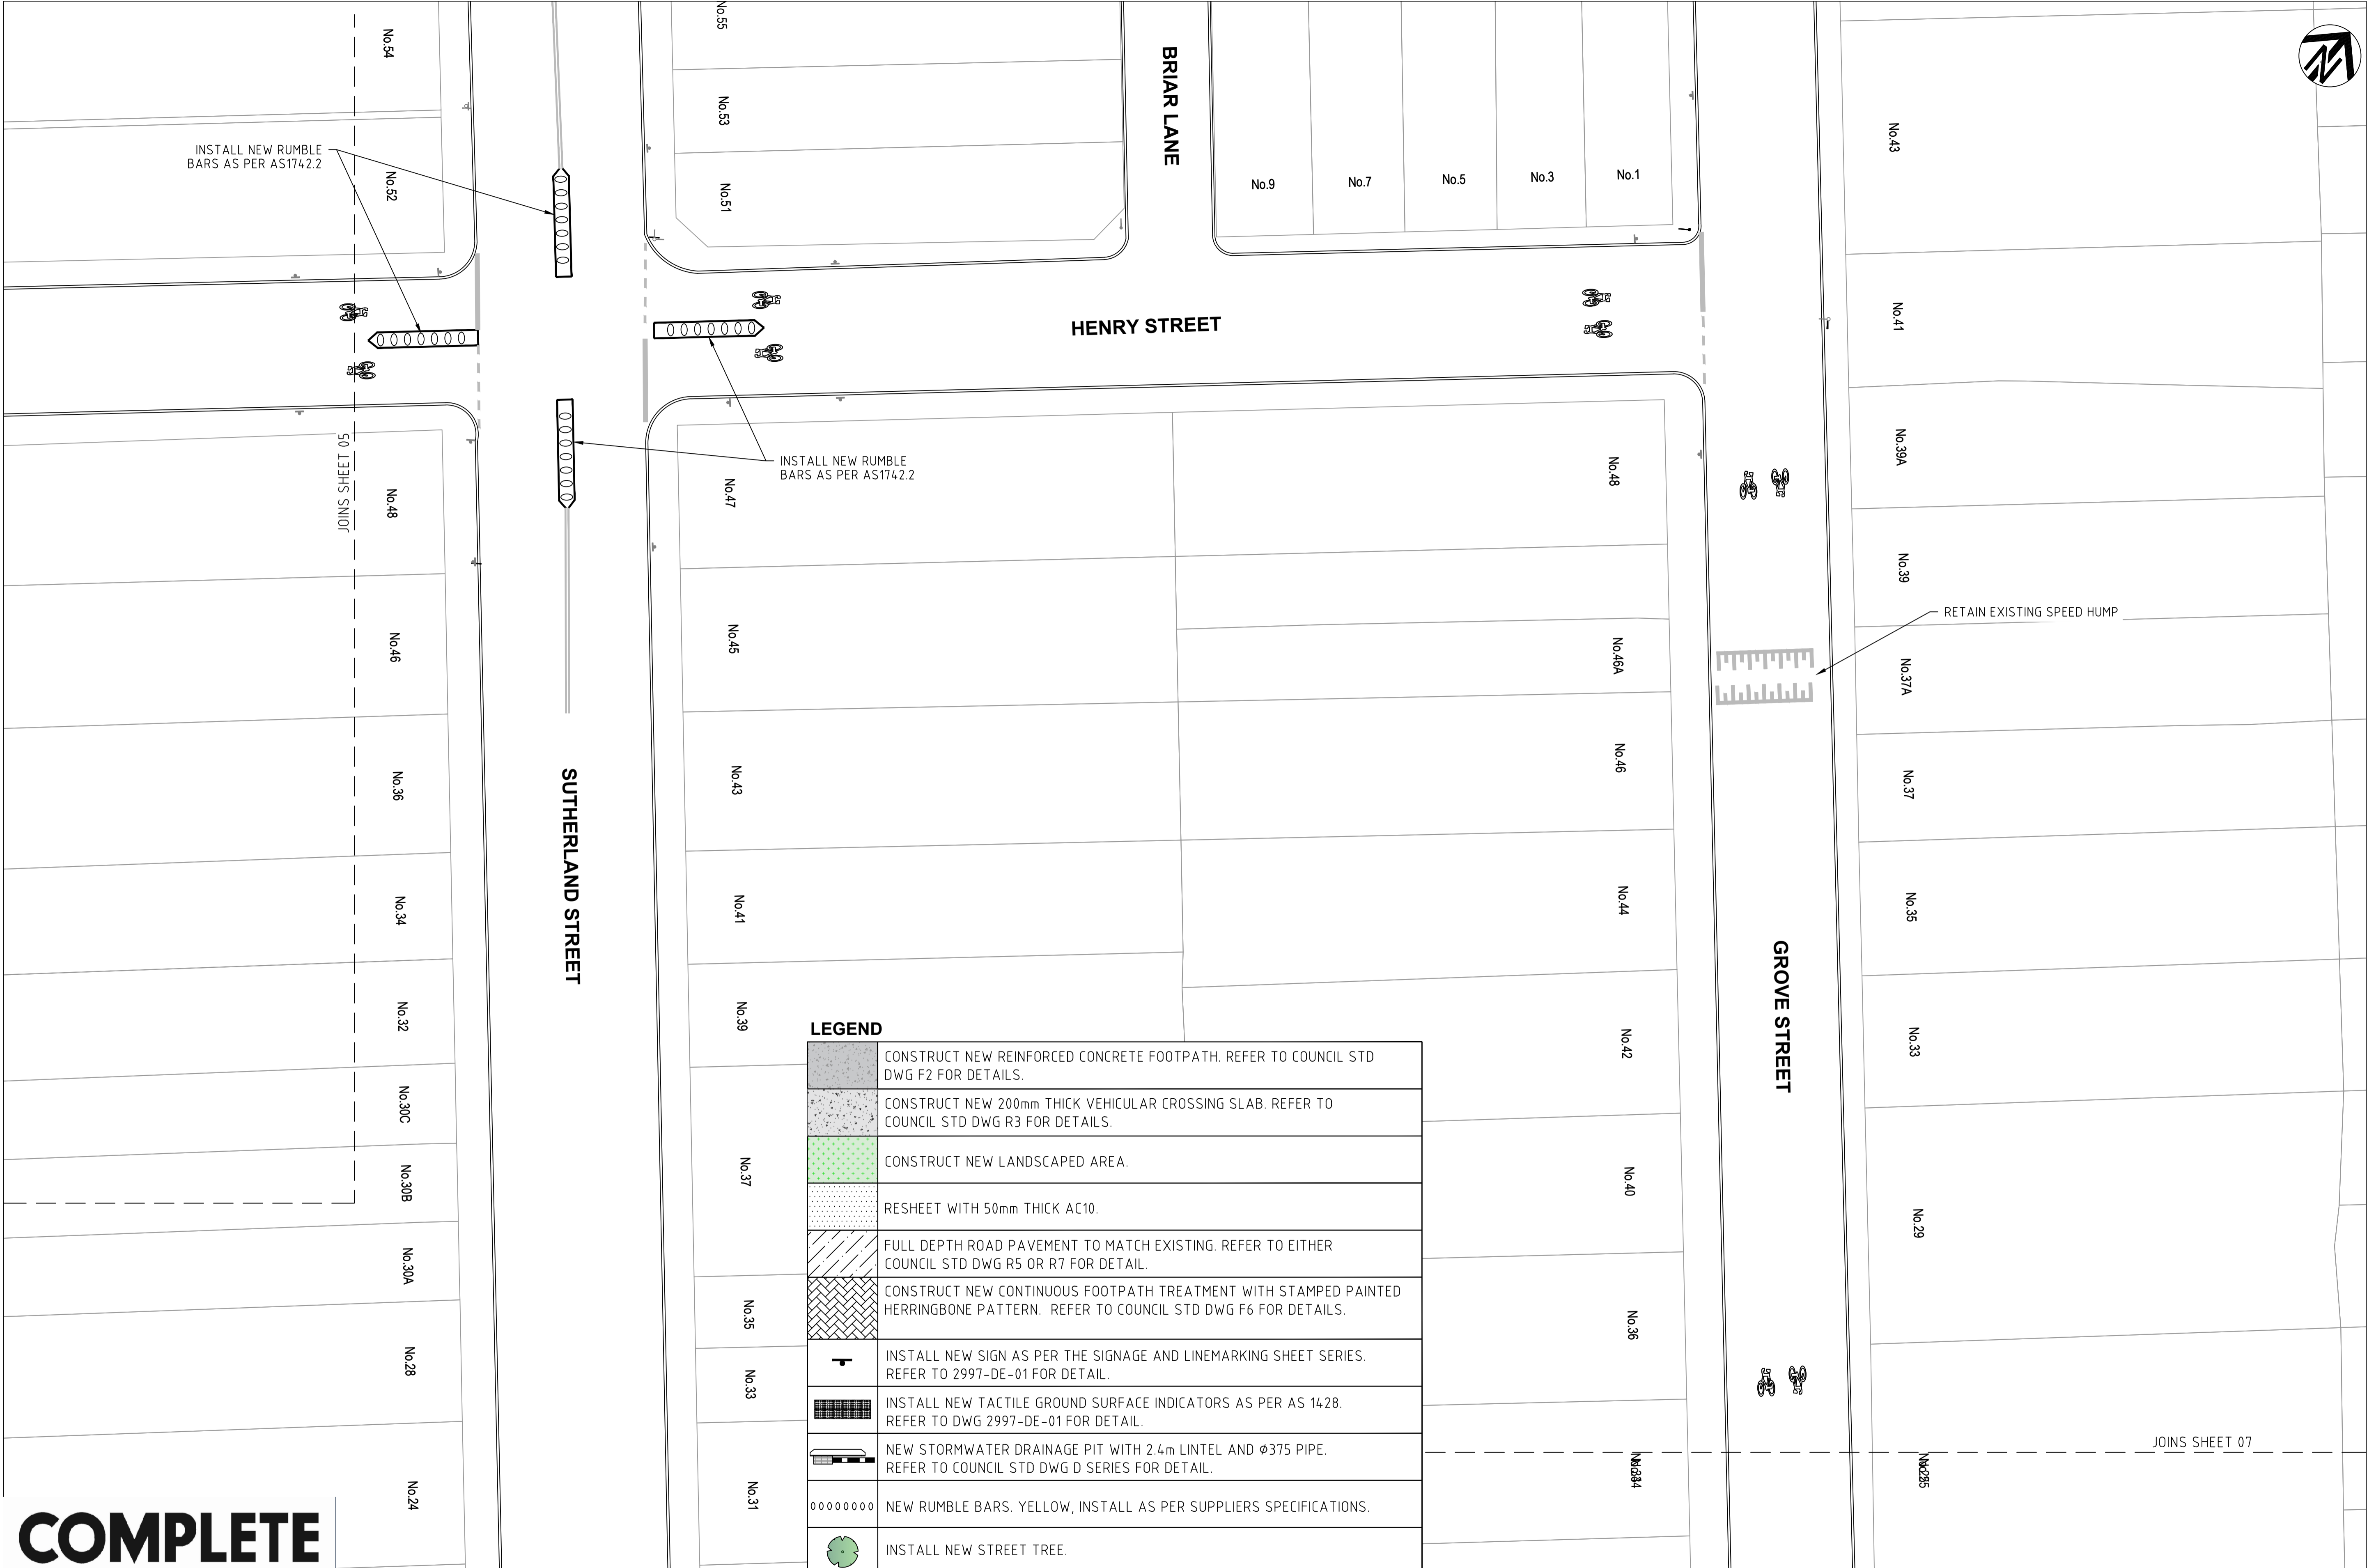 No.54
No.55
BRIAR LANE
No.43
No.53
INSTALL NEW RUMBLE
BARS AS PER AS1742.2
No.52
No.51
No.9
No.7
No.5
No.3
No.1
HENRY STREET
No.41
INSTALL NEW RUMBLE
BARS AS PER AS1742.2
JOINS SHEET 05
No.48
No.47
No.48
No.39A
No.39
RETAIN EXISTING SPEED HUMP
No.46
No.45
No.46A
No.37A
SUTHERLAND STREET
No.36
No.43
No.46
No.37
No.34
No.41
No.44
No.35
GROVE STREET
No.32
No.39
No.42
No.33
No.30C
No.37
No.40
No.30B
No.29
No.30A
No.35
No.36
No.28
No.33
No.24
No.31
JOINS SHEET 07
LEGEND
CONSTRUCT NEW REINFORCED CONCRETE FOOTPATH. REFER TO COUNCIL STD
DWG F2 FOR DETAILS.
CONSTRUCT NEW 200mm THICK VEHICULAR CROSSING SLAB. REFER TO
COUNCIL STD DWG R3 FOR DETAILS.
CONSTRUCT NEW LANDSCAPED AREA.
RESHEET WITH 50mm THICK AC10.
FULL DEPTH ROAD PAVEMENT TO MATCH EXISTING. REFER TO EITHER
COUNCIL STD DWG R5 OR R7 FOR DETAIL.
CONSTRUCT NEW CONTINUOUS FOOTPATH TREATMENT WITH STAMPED PAINTED
HERRINGBONE PATTERN. REFER TO COUNCIL STD DWG F6 FOR DETAILS.
INSTALL NEW SIGN AS PER THE SIGNAGE AND LINEMARKING SHEET SERIES.
REFER TO 2997-DE-01 FOR DETAIL.
INSTALL NEW TACTILE GROUND SURFACE INDICATORS AS PER AS 1428.
REFER TO DWG 2997-DE-01 FOR DETAIL.
NEW STORMWATER DRAINAGE PIT WITH 2.4m LINTEL AND Ø375 PIPE.
REFER TO COUNCIL STD DWG D SERIES FOR DETAIL.
NEW RUMBLE BARS. YELLOW, INSTALL AS PER SUPPLIERS SPECIFICATIONS.
INSTALL NEW STREET TREE.
COMPLETE